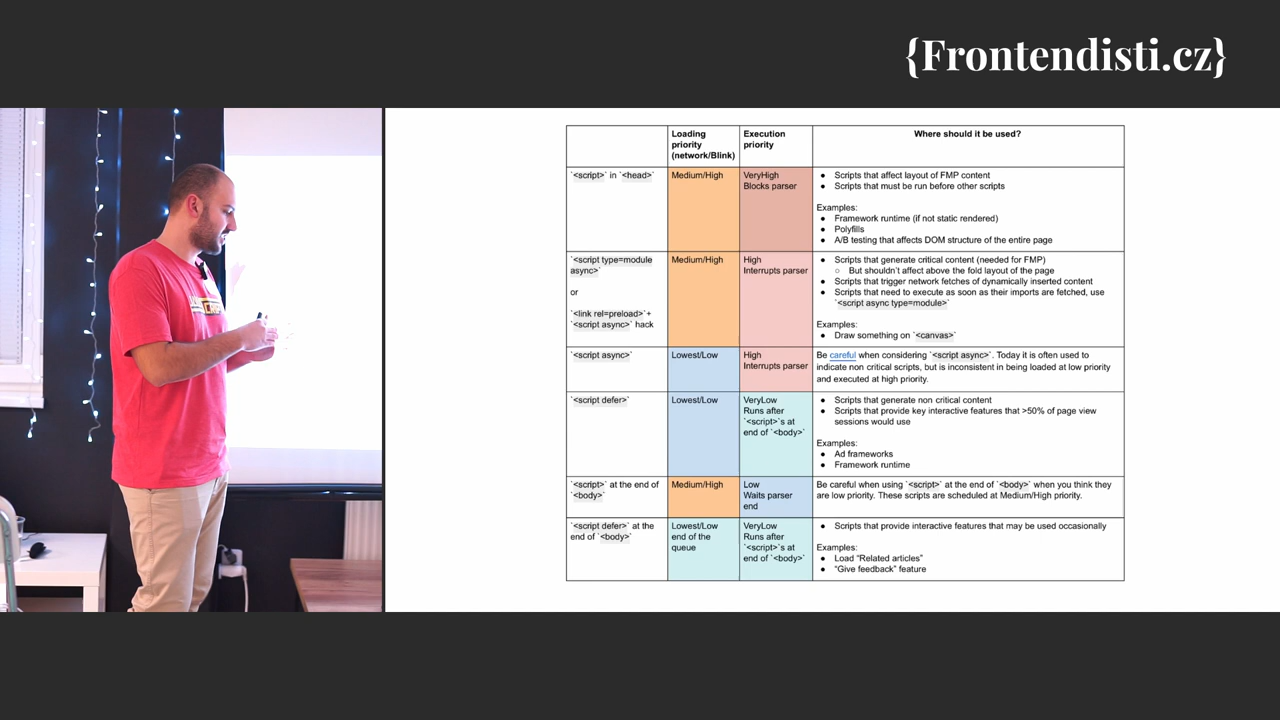 {Frontendisti.cz}
Loading priority (network/Blink)
Execution priority
Where should it be used?
`<script>` in `<head>`
Medium/High
VeryHigh
Blocks parser
● Scripts that affect layout of FMP content
● Scripts that must be run before other scripts
Examples:
● Framework runtime (if not static rendered)
● Polyfills
● A/B testing that affects DOM structure of the entire page
`<script type=module
async>`
or
`<link rel=preload>`+
`<script async>` hack
Medium/High
High
Interrupts parser
● Scripts that generate critical content (needed for FMP)
○ But shouldn't affect above the fold layout of the page
● Scripts that trigger network fetches of dynamically inserted content
● Scripts that need to execute as soon as their imports are fetched, use
`<script async type=module>`
Examples:
● Draw something on `<canvas>`
`<script async>`
Lowest/Low
High
Interrupts parser
Be careful when considering `<script async>`. Today it is often used to
indicate non critical scripts, but is inconsistent in being loaded at low priority
and executed at high priority.
`<script defer>`
Lowest/Low
VeryLow
Runs after
`<script>`s at
end of `<body>`
● Scripts that generate non critical content
● Scripts that provide key interactive features that >50% of page view
sessions would use
Examples:
● Ad frameworks
● Framework runtime
`<script>` at the end of
`<body>`
Medium/High
Low
Waits parser
end
Be careful when using `<script>` at the end of `<body>` when you think they
are low priority. These scripts are scheduled at Medium/High priority.
`<script defer>` at the
end of `<body>`
Lowest/Low
end of the
queue
VeryLow
Runs after
`<script>`s at
end of `<body>`
● Scripts that provide interactive features that may be used occasionally
Examples:
● Load "Related articles"
● "Give feedback" feature